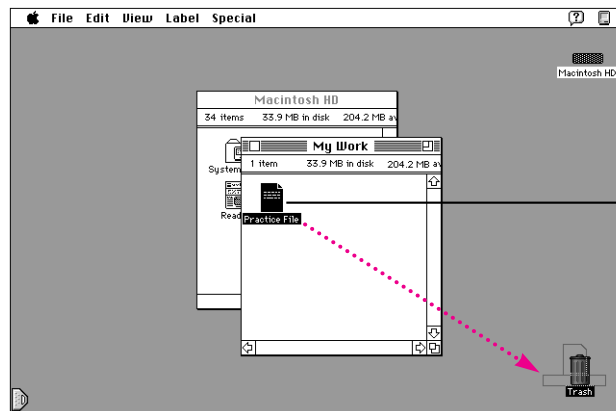 File Edit View Label Special
Macintosh HD
Macintosh HD
34 items 33.9 MB in disk 204.2 MB av
My Work
1 item 33.9 MB in disk 204.2 MB av
System
Read
Practice File
Trash